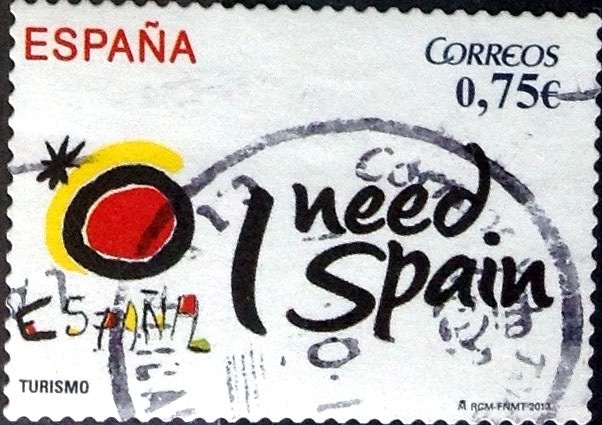 ESPAÑA
CORREOS
0,75€
I need
Spain
ESPAÑA
TURISMO
RCM-FNMT-2013